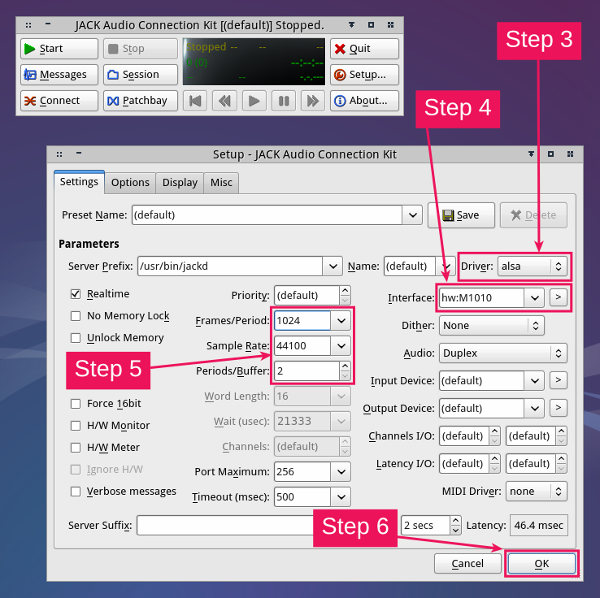 JACK Audio Connection Kit [(default)] Stopped.
Start Stop Stopped -- -- Quit
Messages Session (0) --:--:-- Setup...
Connect Patchbay -- -- -.-.--- About...
Step 3
Step 4
Setup - JACK Audio Connection Kit
Settings Options Display Misc
Preset Name: (default) Save Delete
Parameters
Server Prefix: /usr/bin/jackd Name: (default) Driver: alsa
Realtime Priority: (default) Interface: hw:M1010 >
No Memory Lock Frames/Period: 1024 Dither: None
Unlock Memory Sample Rate: 44100 Audio: Duplex
Step 5 Periods/Buffer: 2 Input Device: (default) >
Force 16bit Word Length: 16 Output Device: (default) >
H/W Monitor Wait (usec): 21333 Channels I/O: (default) (default)
H/W Meter Channels: (default) Latency I/O: (default) (default)
Ignore H/W Port Maximum: 256
Verbose messages Timeout (msec): 500 MIDI Driver: none
Server Suffix: Step 6 2 secs Latency: 46.4 msec
Cancel OK